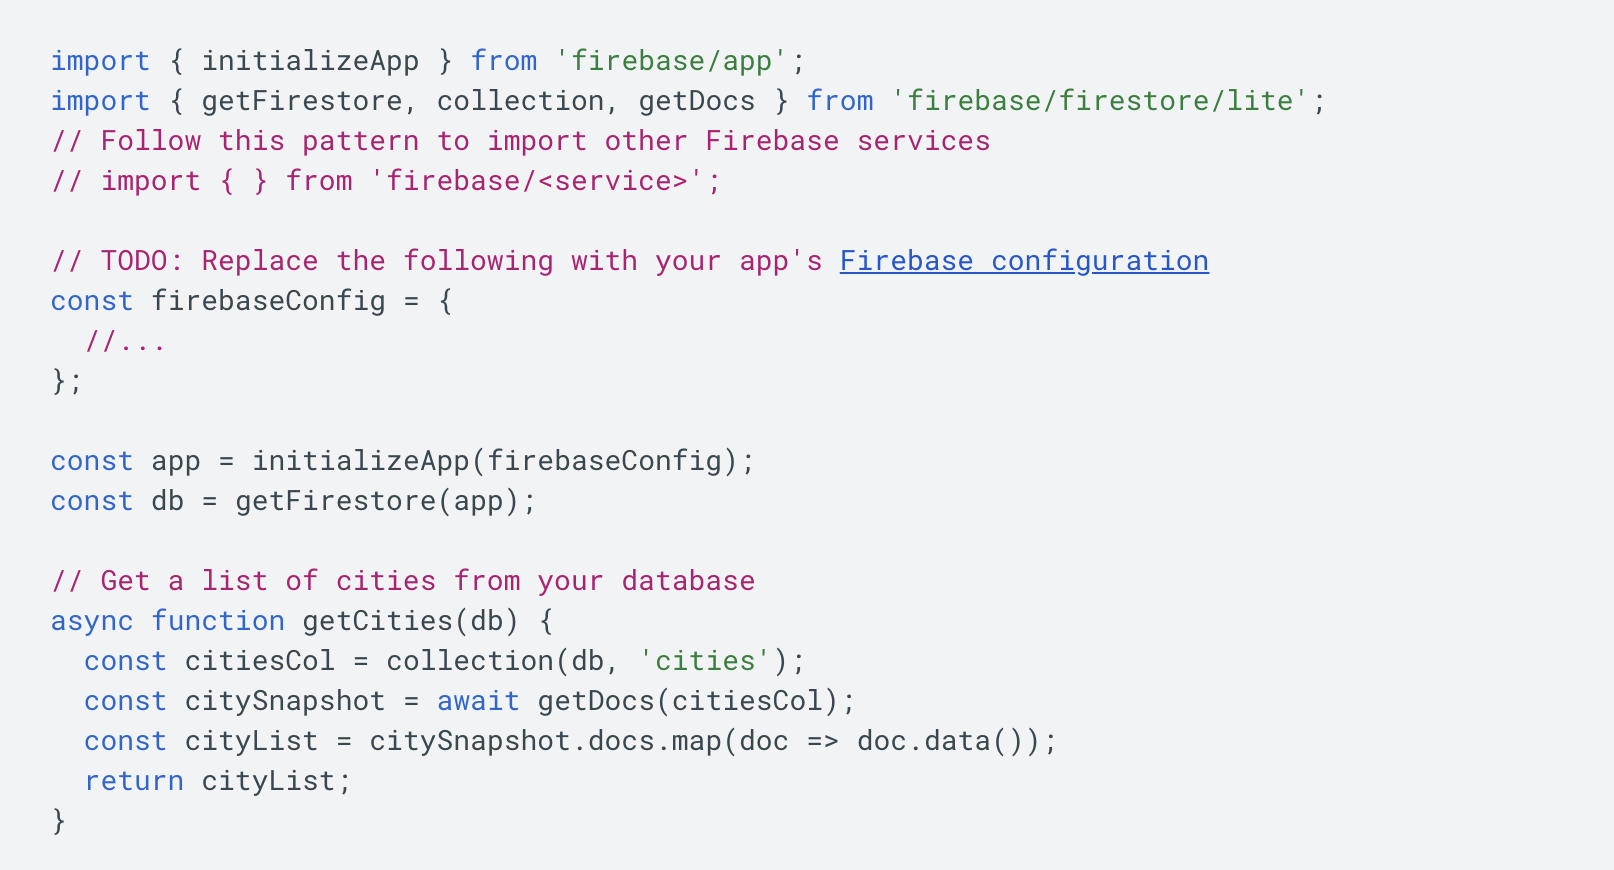 import { initializeApp } from 'firebase/app';
import { getFirestore, collection, getDocs } from 'firebase/firestore/lite';
// Follow this pattern to import other Firebase services
// import { } from 'firebase/<service>';

// TODO: Replace the following with your app's Firebase configuration
const firebaseConfig = {
  //...
};

const app = initializeApp(firebaseConfig);
const db = getFirestore(app);

// Get a list of cities from your database
async function getCities(db) {
  const citiesCol = collection(db, 'cities');
  const citySnapshot = await getDocs(citiesCol);
  const cityList = citySnapshot.docs.map(doc => doc.data());
  return cityList;
}